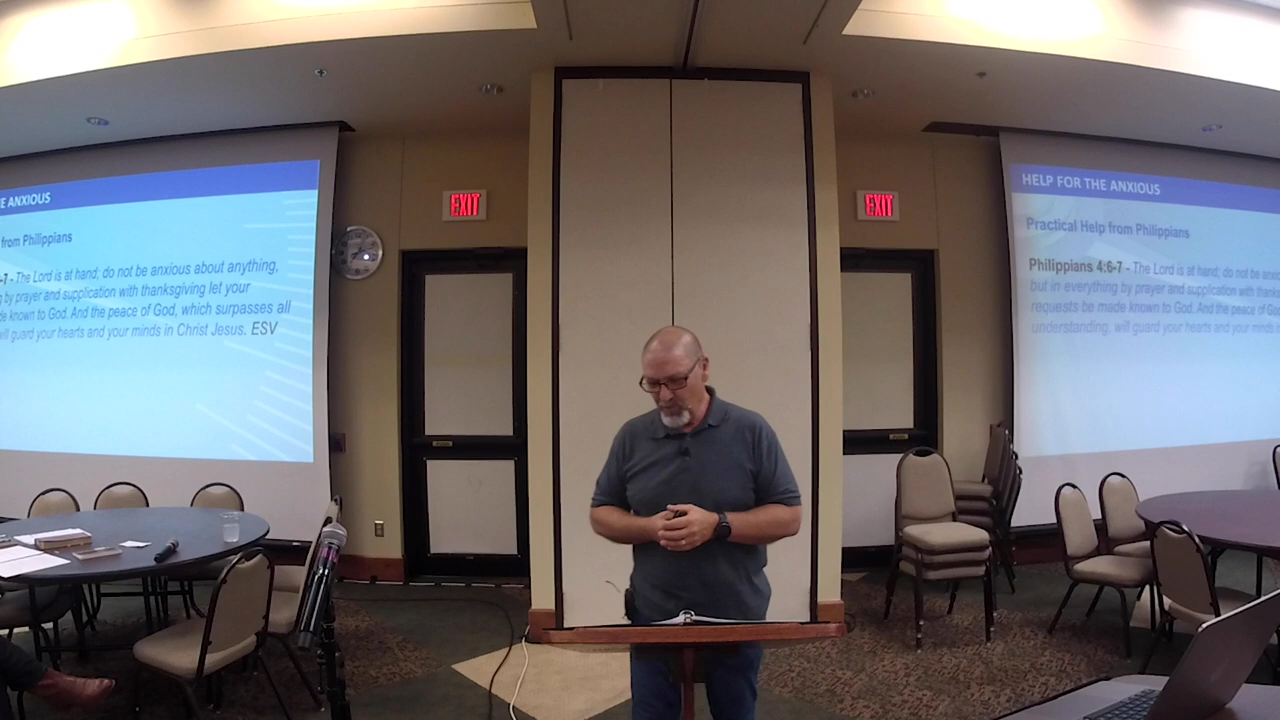 E ANXIOUS
from Philippians
-7 - The Lord is at hand; do not be anxious about anything,
by prayer and supplication with thanksgiving let your
de known to God. And the peace of God, which surpasses all
will guard your hearts and your minds in Christ Jesus. ESV
EXIT
EXIT
HELP FOR THE ANXIOUS
Practical Help from Philippians
Philippians 4:6-7 - The Lord is at hand; do not be anxi
but in everything by prayer and supplication with thanks
requests be made known to God. And the peace of Go
understanding, will guard your hearts and your minds